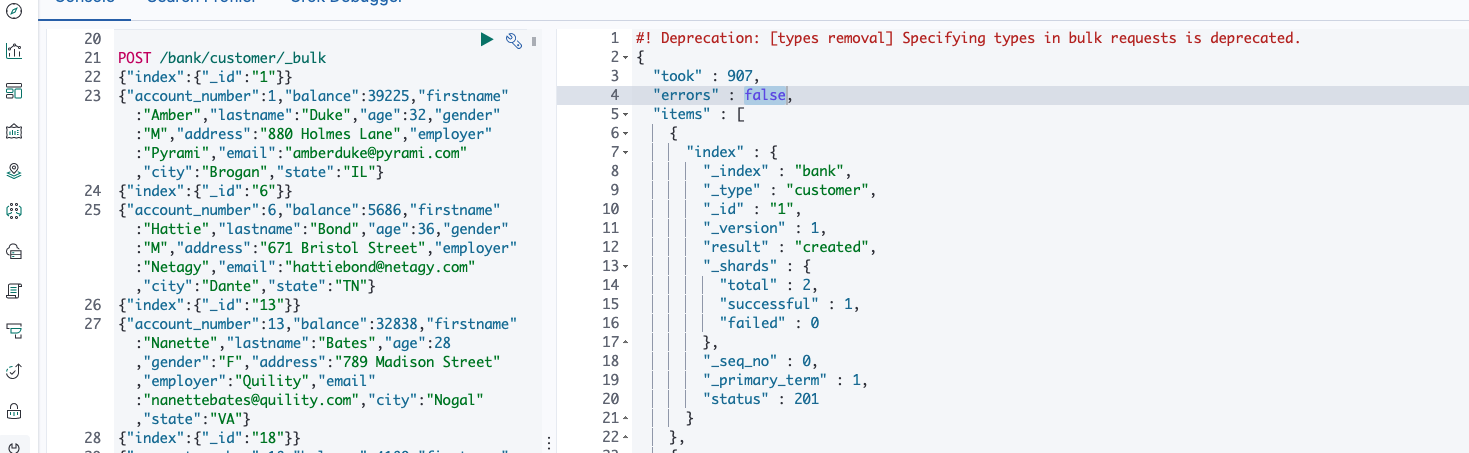 Console Search Profiler Grok Debugger
20
21 POST /bank/customer/_bulk
22 {"index":{"_id":"1"}}
23 {"account_number":1,"balance":39225,"firstname"
:"Amber","lastname":"Duke","age":32,"gender"
:"M","address":"880 Holmes Lane","employer"
:"Pyrami","email":"amberduke@pyrami.com"
,"city":"Brogan","state":"IL"}
24 {"index":{"_id":"6"}}
25 {"account_number":6,"balance":5686,"firstname"
:"Hattie","lastname":"Bond","age":36,"gender"
:"M","address":"671 Bristol Street","employer"
:"Netagy","email":"hattiebond@netagy.com"
,"city":"Dante","state":"TN"}
26 {"index":{"_id":"13"}}
27 {"account_number":13,"balance":32838,"firstname"
:"Nanette","lastname":"Bates","age":28
,"gender":"F","address":"789 Madison Street"
,"employer":"Quility","email"
:"nanettebates@quility.com","city":"Nogal"
,"state":"VA"}
28 {"index":{"_id":"18"}}
1 #! Deprecation: [types removal] Specifying types in bulk requests is deprecated.
2 {
3 "took" : 907,
4 "errors" : false,
5 "items" : [
6 {
7 "index" : {
8 "_index" : "bank",
9 "_type" : "customer",
10 "_id" : "1",
11 "_version" : 1,
12 "result" : "created",
13 "_shards" : {
14 "total" : 2,
15 "successful" : 1,
16 "failed" : 0
17 },
18 "_seq_no" : 0,
19 "_primary_term" : 1,
20 "status" : 201
21 }
22 },